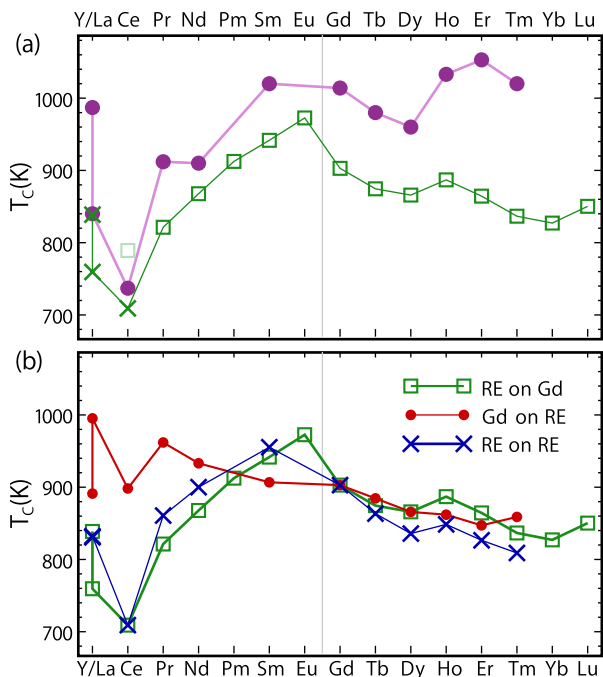 Y/La Ce Pr Nd Pm Sm Eu Gd Tb Dy Ho Er Tm Yb Lu
(a)
1000
900
800
700
T_C(K)
(b)
RE on Gd
Gd on RE
RE on RE
1000
900
800
700
T_C(K)
Y/La Ce Pr Nd Pm Sm Eu Gd Tb Dy Ho Er Tm Yb Lu